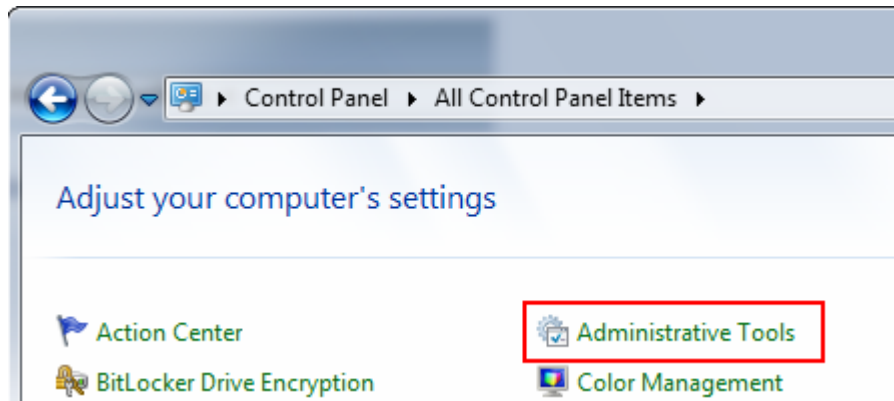 Control Panel All Control Panel Items
Adjust your computer's settings
Action Center Administrative Tools
BitLocker Drive Encryption Color Management